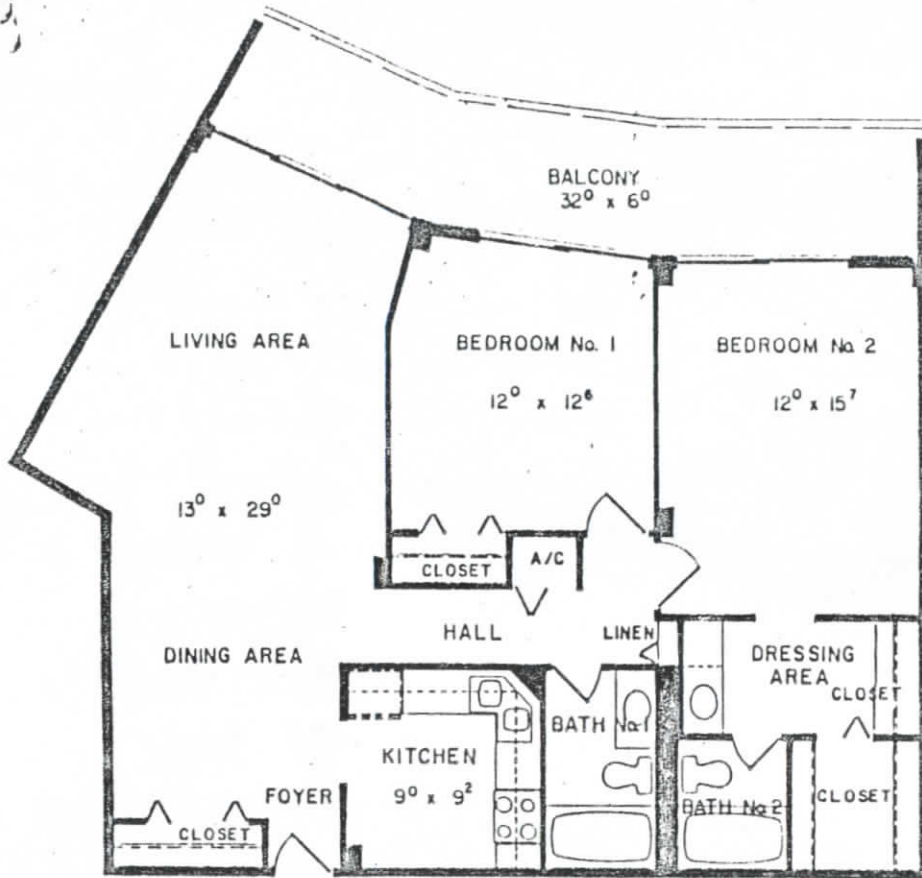 BALCONY
32⁰ x 6⁰
LIVING AREA
BEDROOM No. 1
BEDROOM No. 2
12⁰ x 12⁶
12⁰ x 15⁷
13⁰ x 29⁰
A/C
CLOSET
HALL
LINEN
DINING AREA
DRESSING
AREA
CLOSET
BATH No. 1
KITCHEN
9⁰ x 9²
FOYER
CLOSET
BATH No. 2
CLOSET